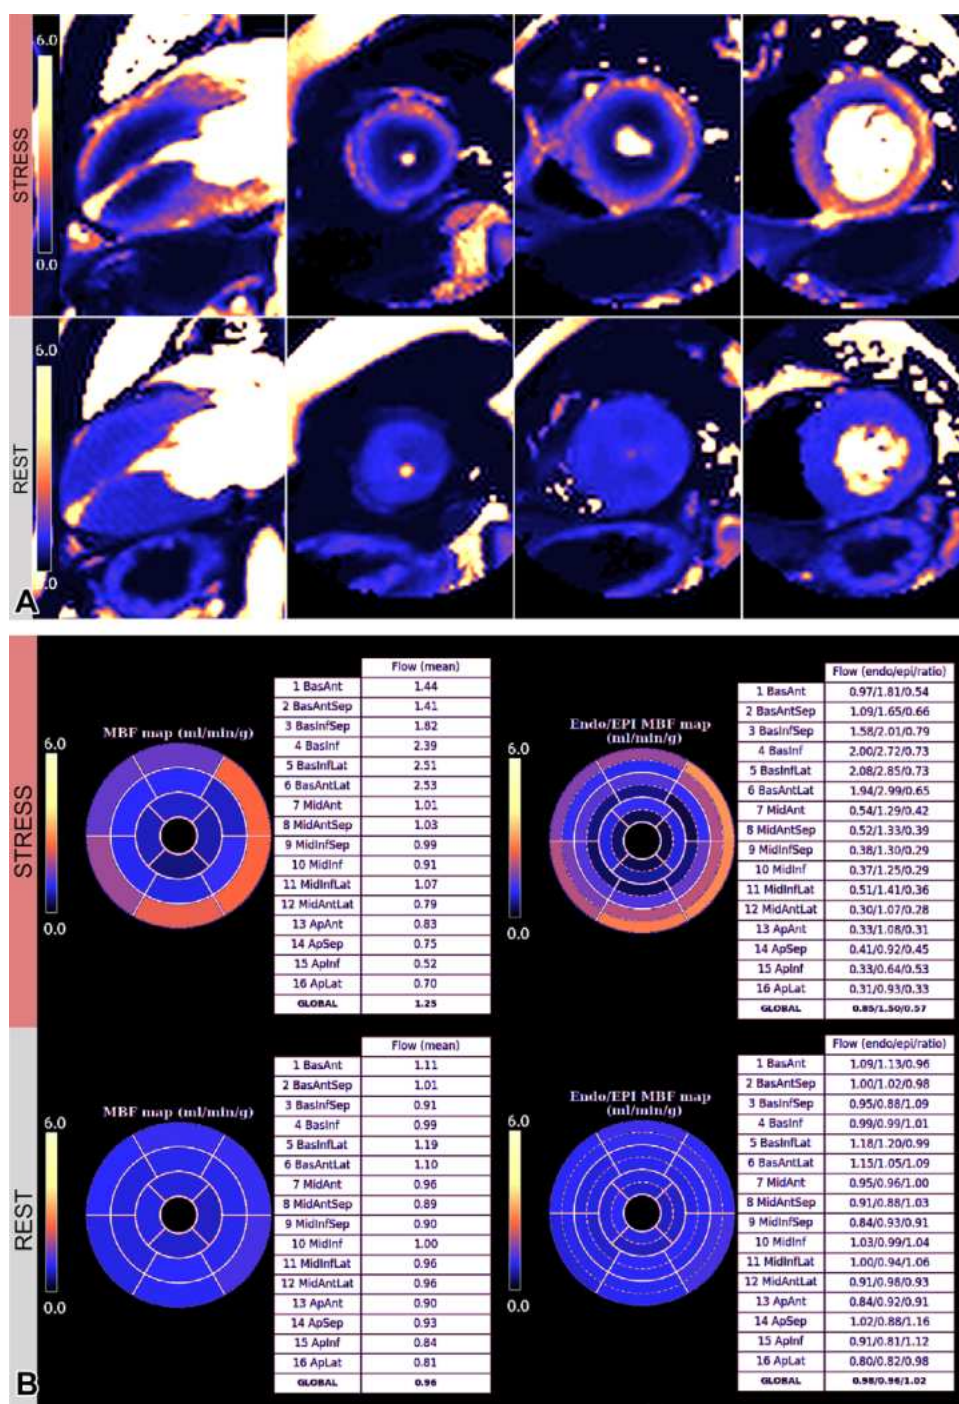 STRESS
6.0
0.0
REST
6.0
.0
A
STRESS
MBF map (ml/min/g)
6.0
0.0
Flow (mean)
1 BasAnt 1.44
2 BasAntSep 1.41
3 BasInfSep 1.82
4 BasInf 2.39
5 BasInfLat 2.51
6 BasAntLat 2.53
7 MidAnt 1.01
8 MidAntSep 1.03
9 MidInfSep 0.99
10 MidInf 0.91
11 MidInfLat 1.07
12 MidAntLat 0.79
13 ApAnt 0.83
14 ApSep 0.75
15 ApInf 0.52
16 ApLat 0.70
GLOBAL 1.25
Endo/EPI MBF map
(ml/min/g)
6.0
0.0
Flow (endo/epi/ratio)
1 BasAnt 0.97/1.81/0.54
2 BasAntSep 1.09/1.65/0.66
3 BasInfSep 1.58/2.01/0.79
4 BasInf 2.00/2.72/0.73
5 BasInfLat 2.08/2.85/0.73
6 BasAntLat 1.94/2.99/0.65
7 MidAnt 0.54/1.29/0.42
8 MidAntSep 0.52/1.33/0.39
9 MidInfSep 0.38/1.30/0.29
10 MidInf 0.37/1.25/0.29
11 MidInfLat 0.51/1.41/0.36
12 MidAntLat 0.30/1.07/0.28
13 ApAnt 0.33/1.08/0.31
14 ApSep 0.41/0.92/0.45
15 ApInf 0.33/0.64/0.53
16 ApLat 0.31/0.93/0.33
GLOBAL 0.85/1.50/0.57
REST
MBF map (ml/min/g)
6.0
0.0
Flow (mean)
1 BasAnt 1.11
2 BasAntSep 1.01
3 BasInfSep 0.91
4 BasInf 0.99
5 BasInfLat 1.19
6 BasAntLat 1.10
7 MidAnt 0.96
8 MidAntSep 0.89
9 MidInfSep 0.90
10 MidInf 1.00
11 MidInfLat 0.96
12 MidAntLat 0.96
13 ApAnt 0.90
14 ApSep 0.93
15 ApInf 0.84
16 ApLat 0.81
GLOBAL 0.96
Endo/EPI MBF map
(ml/min/g)
6.0
0.0
Flow (endo/epi/ratio)
1 BasAnt 1.09/1.13/0.96
2 BasAntSep 1.00/1.02/0.98
3 BasInfSep 0.95/0.88/1.09
4 BasInf 0.99/0.99/1.01
5 BasInfLat 1.18/1.20/0.99
6 BasAntLat 1.15/1.05/1.09
7 MidAnt 0.95/0.96/1.00
8 MidAntSep 0.91/0.88/1.03
9 MidInfSep 0.84/0.93/0.91
10 MidInf 1.03/0.99/1.04
11 MidInfLat 1.00/0.94/1.06
12 MidAntLat 0.91/0.98/0.93
13 ApAnt 0.84/0.92/0.91
14 ApSep 1.02/0.88/1.16
15 ApInf 0.91/0.81/1.12
16 ApLat 0.80/0.82/0.98
GLOBAL 0.98/0.96/1.02
B